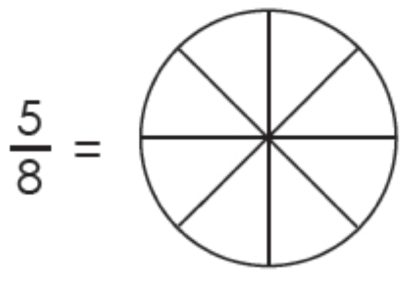 5/8 =